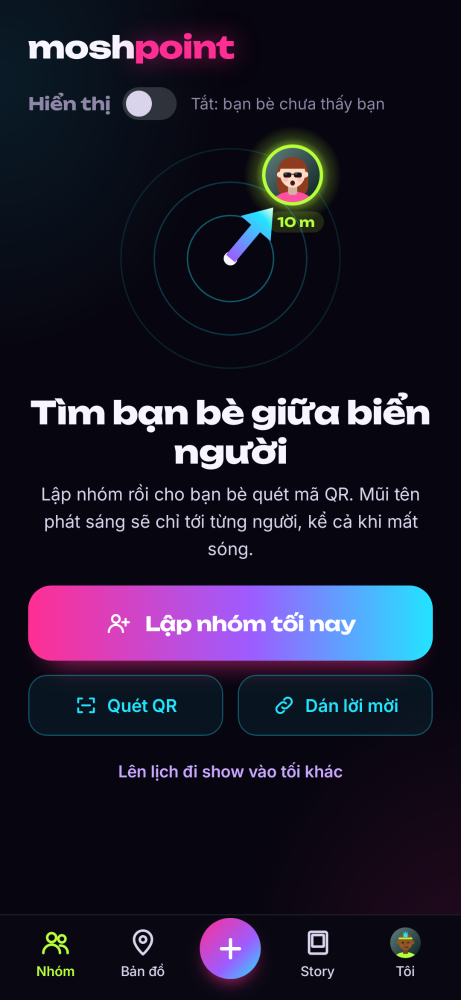 moshpoint
Hiển thị
Tắt: bạn bè chưa thấy bạn
10 m
Tìm bạn bè giữa biển
người
Lập nhóm rồi cho bạn bè quét mã QR. Mũi tên
phát sáng sẽ chỉ tới từng người, kể cả khi mất
sóng.
Lập nhóm tối nay
Quét QR
Dán lời mời
Lên lịch đi show vào tối khác
Nhóm
Bản đồ
Story
Tôi